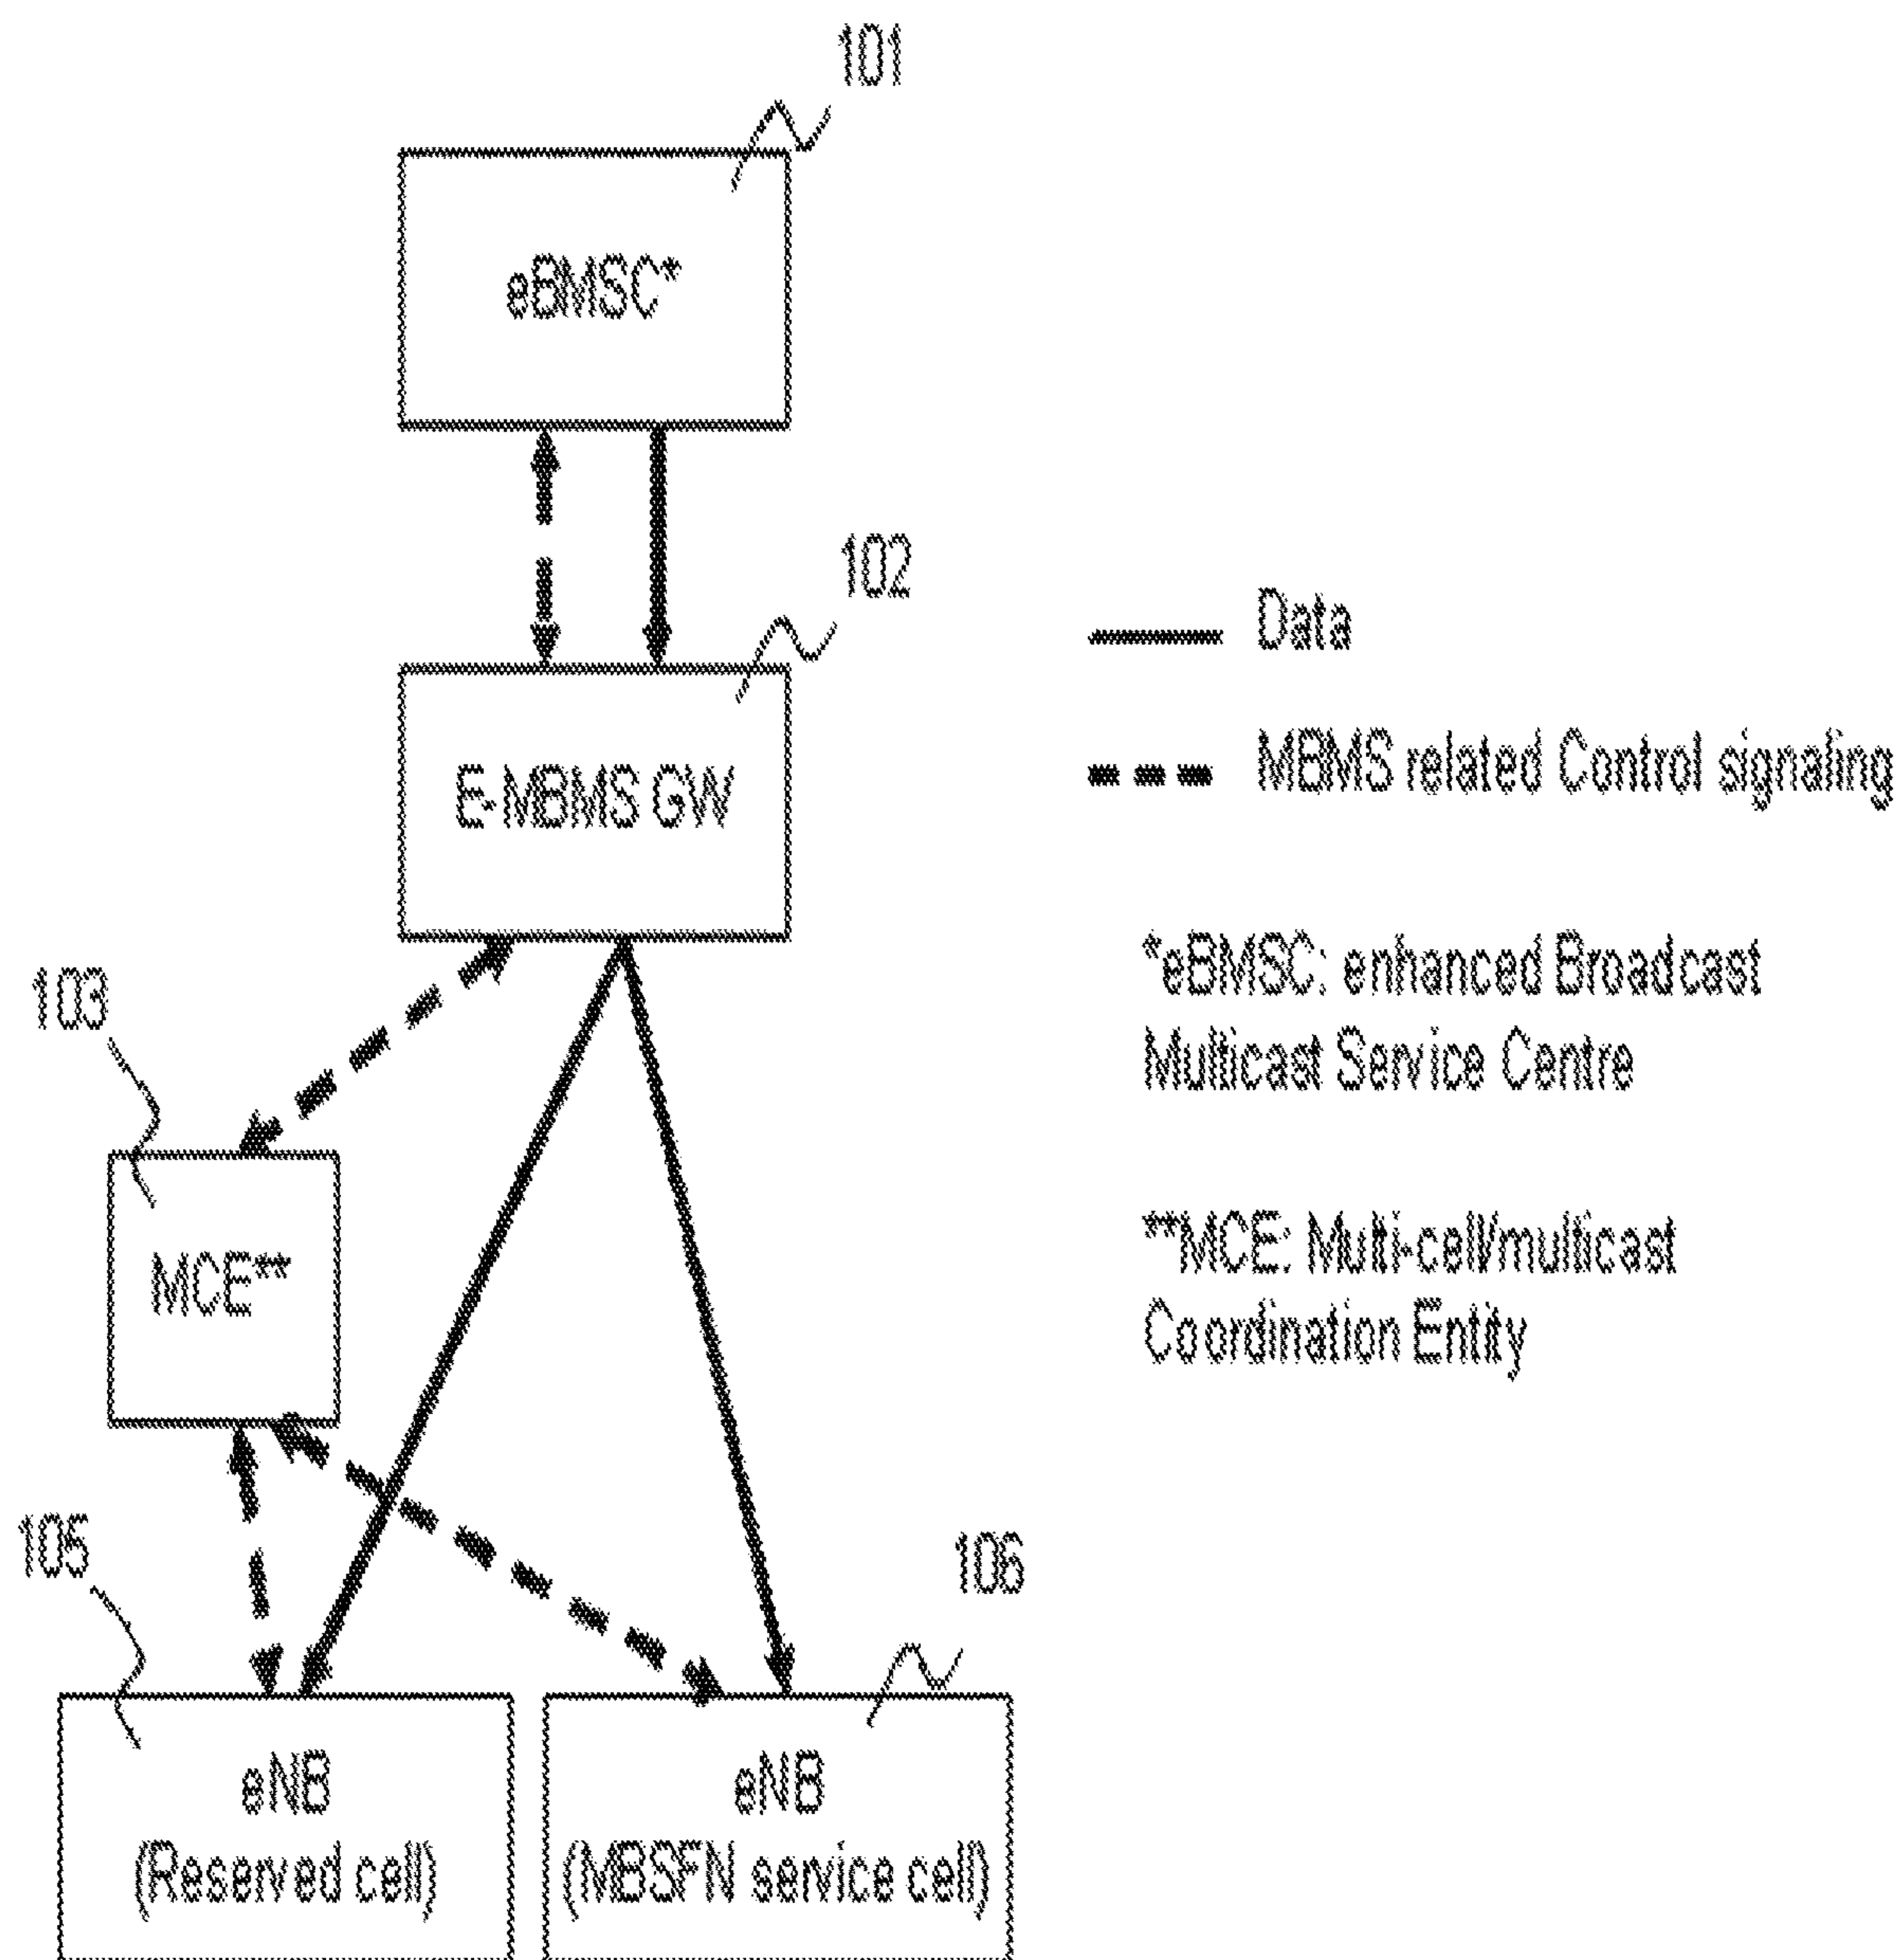 101
eBMSC*
102
E-MBMS GW
Data
MBMS related Control signaling
*eBMSC: enhanced Broadcast
Multicast Service Centre
**MCE: Multi-cell/multicast
Coordination Entity
103
MCE**
105
106
eNB
(Reserved cell)
eNB
(MBSFN service cell)